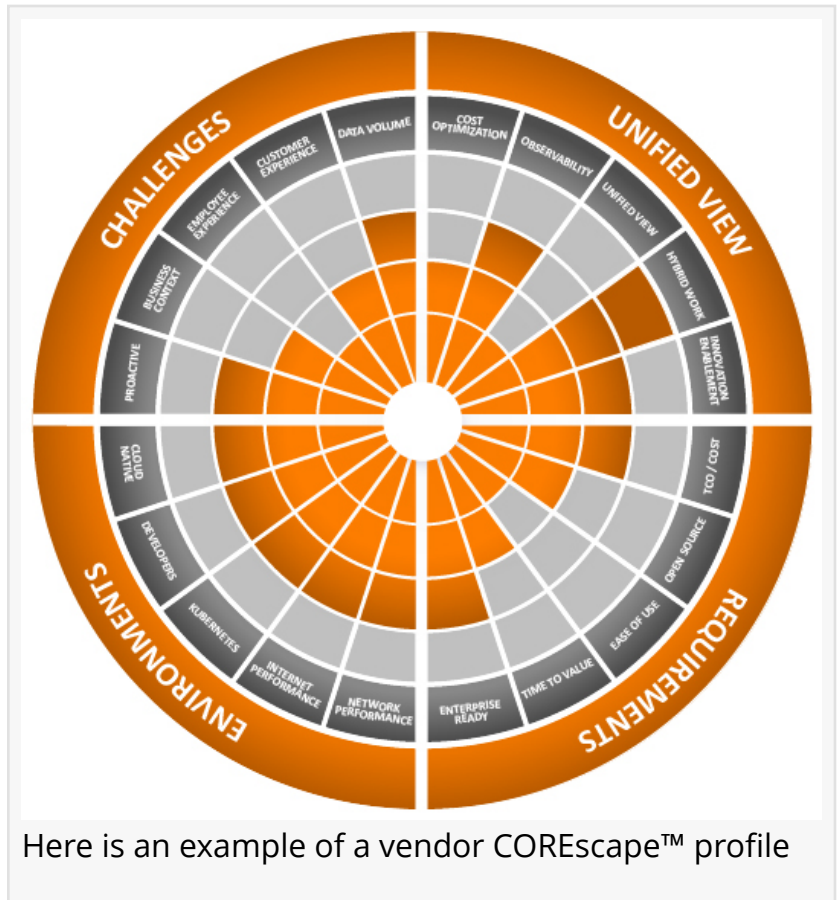 CHALLENGES
UNIFIED VIEW
REQUIREMENTS
ENVIRONMENTS
DATA VOLUME
CUSTOMER
EXPERIENCE
EMPLOYEE
EXPERIENCE
BUSINESS
CONTEXT
PROACTIVE
COST
OPTIMIZATION
OBSERVABILITY
UNIFIED VIEW
HYBRID WORK
INNOVATION
ENABLEMENT
TCO / COST
OPEN SOURCE
EASE OF USE
TIME TO VALUE
ENTERPRISE
READY
NETWORK
PERFORMANCE
INTERNET
PERFORMANCE
KUBERNETES
DEVELOPERS
CLOUD
NATIVE
Here is an example of a vendor COREscape™ profile